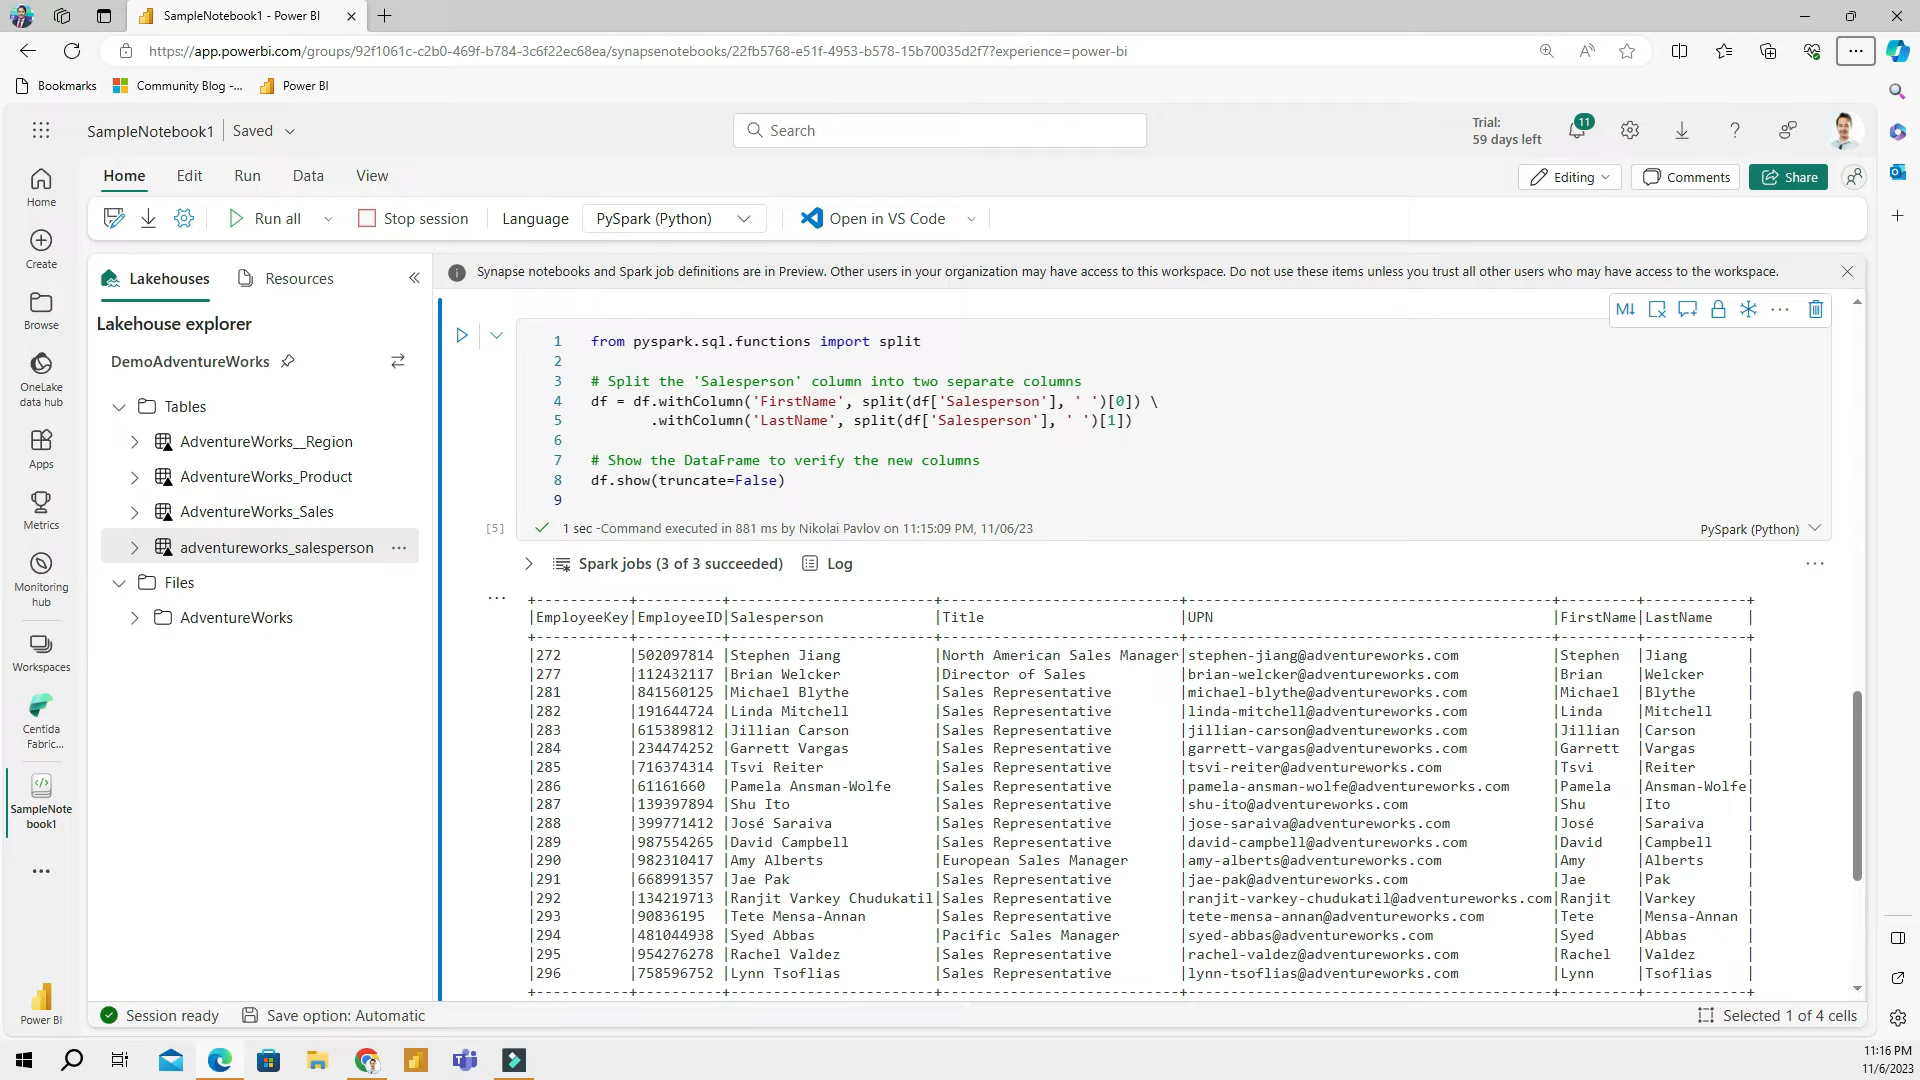 SampleNotebook1 - Power BI
https://app.powerbi.com/groups/92f1061c-c2b0-469f-b784-3c6f22ec68ea/synapsenotebooks/22fb5768-e51f-4953-b578-15b70035d2f7?experience=power-bi
Bookmarks Community Blog -... Power BI
SampleNotebook1 Saved
Search
Trial:
59 days left
11
Home Edit Run Data View
Editing Comments Share
Run all Stop session Language PySpark (Python) Open in VS Code
Home
Create
Browse
OneLake
data hub
Apps
Metrics
Monitoring
hub
Workspaces
Centida
Fabric...
SampleNote
book1
Power BI
Lakehouses Resources
Lakehouse explorer
DemoAdventureWorks
Tables
AdventureWorks__Region
AdventureWorks_Product
AdventureWorks_Sales
adventureworks_salesperson ...
Files
AdventureWorks
Synapse notebooks and Spark job definitions are in Preview. Other users in your organization may have access to this workspace. Do not use these items unless you trust all other users who may have access to the workspace.
M↓
1 from pyspark.sql.functions import split
2
3 # Split the 'Salesperson' column into two separate columns
4 df = df.withColumn('FirstName', split(df['Salesperson'], ' ')[0]) \
5 .withColumn('LastName', split(df['Salesperson'], ' ')[1])
6
7 # Show the DataFrame to verify the new columns
8 df.show(truncate=False)
9
[5] 1 sec -Command executed in 881 ms by Nikolai Pavlov on 11:15:09 PM, 11/06/23 PySpark (Python)
Spark jobs (3 of 3 succeeded) Log
|EmployeeKey|EmployeeID|Salesperson |Title |UPN |FirstName|LastName |
|272 |502097814 |Stephen Jiang |North American Sales Manager|stephen-jiang@adventureworks.com |Stephen |Jiang |
|277 |112432117 |Brian Welcker |Director of Sales |brian-welcker@adventureworks.com |Brian |Welcker |
|281 |841560125 |Michael Blythe |Sales Representative |michael-blythe@adventureworks.com |Michael |Blythe |
|282 |191644724 |Linda Mitchell |Sales Representative |linda-mitchell@adventureworks.com |Linda |Mitchell |
|283 |615389812 |Jillian Carson |Sales Representative |jillian-carson@adventureworks.com |Jillian |Carson |
|284 |234474252 |Garrett Vargas |Sales Representative |garrett-vargas@adventureworks.com |Garrett |Vargas |
|285 |716374314 |Tsvi Reiter |Sales Representative |tsvi-reiter@adventureworks.com |Tsvi |Reiter |
|286 |61161660 |Pamela Ansman-Wolfe |Sales Representative |pamela-ansman-wolfe@adventureworks.com |Pamela |Ansman-Wolfe|
|287 |139397894 |Shu Ito |Sales Representative |shu-ito@adventureworks.com |Shu |Ito |
|288 |399771412 |José Saraiva |Sales Representative |jose-saraiva@adventureworks.com |José |Saraiva |
|289 |987554265 |David Campbell |Sales Representative |david-campbell@adventureworks.com |David |Campbell |
|290 |982310417 |Amy Alberts |European Sales Manager |amy-alberts@adventureworks.com |Amy |Alberts |
|291 |668991357 |Jae Pak |Sales Representative |jae-pak@adventureworks.com |Jae |Pak |
|292 |134219713 |Ranjit Varkey Chudukatil|Sales Representative |ranjit-varkey-chudukatil@adventureworks.com|Ranjit |Varkey |
|293 |90836195 |Tete Mensa-Annan |Sales Representative |tete-mensa-annan@adventureworks.com |Tete |Mensa-Annan |
|294 |481044938 |Syed Abbas |Pacific Sales Manager |syed-abbas@adventureworks.com |Syed |Abbas |
|295 |954276278 |Rachel Valdez |Sales Representative |rachel-valdez@adventureworks.com |Rachel |Valdez |
|296 |758596752 |Lynn Tsoflias |Sales Representative |lynn-tsoflias@adventureworks.com |Lynn |Tsoflias |
Session ready Save option: Automatic Selected 1 of 4 cells
11:16 PM
11/6/2023